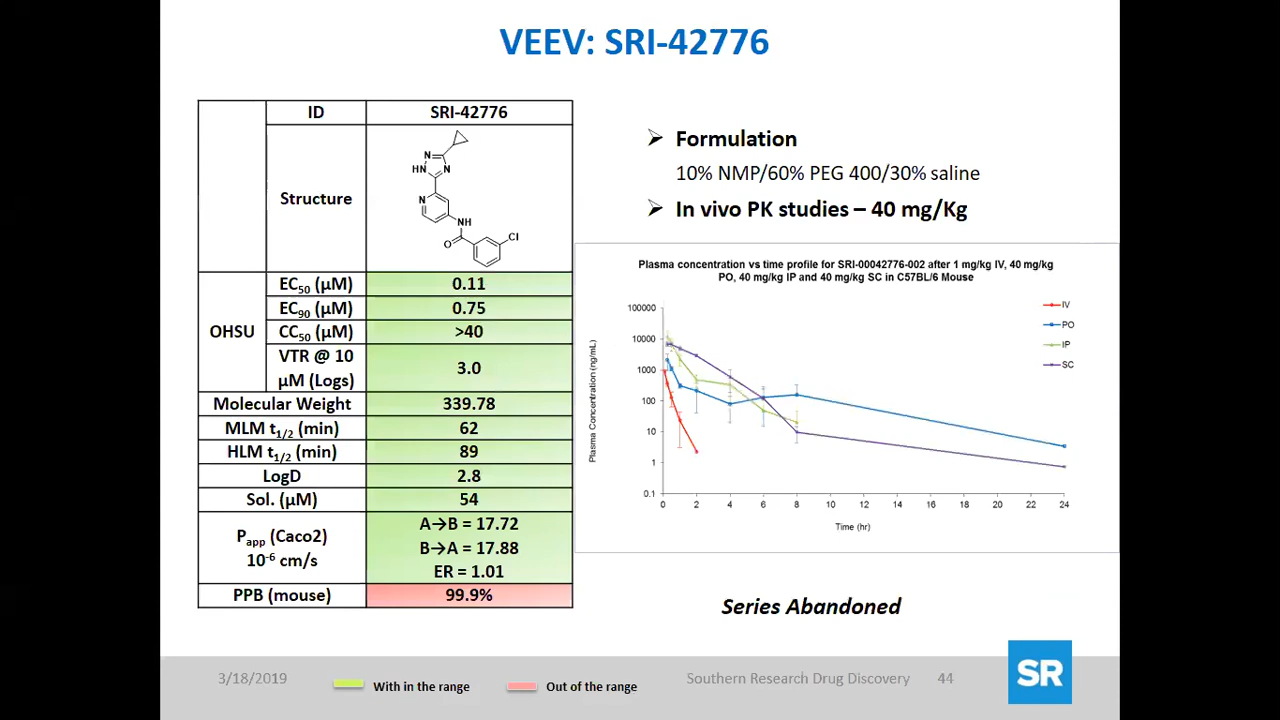 VEEV: SRI-42776
ID SRI-42776
Structure
N
N
HN
N
N
NH
O
Cl
OHSU
EC50 (µM) 0.11
EC90 (µM) 0.75
CC50 (µM) >40
VTR @ 10
µM (Logs) 3.0
Molecular Weight 339.78
MLM t1/2 (min) 62
HLM t1/2 (min) 89
LogD 2.8
Sol. (µM) 54
Papp (Caco2)
10-6 cm/s
A→B = 17.72
B→A = 17.88
ER = 1.01
PPB (mouse) 99.9%
➢ Formulation
10% NMP/60% PEG 400/30% saline
➢ In vivo PK studies – 40 mg/Kg
Plasma concentration vs time profile for SRI-00042776-002 after 1 mg/kg IV, 40 mg/kg
PO, 40 mg/kg IP and 40 mg/kg SC in C57BL/6 Mouse
Plasma Concentration (ng/mL)
100000
10000
1000
100
10
1
0.1
0 2 4 6 8 10 12 14 16 18 20 22 24
Time (hr)
IV
PO
IP
SC
Series Abandoned
3/18/2019
With in the range
Out of the range
Southern Research Drug Discovery 44
SR